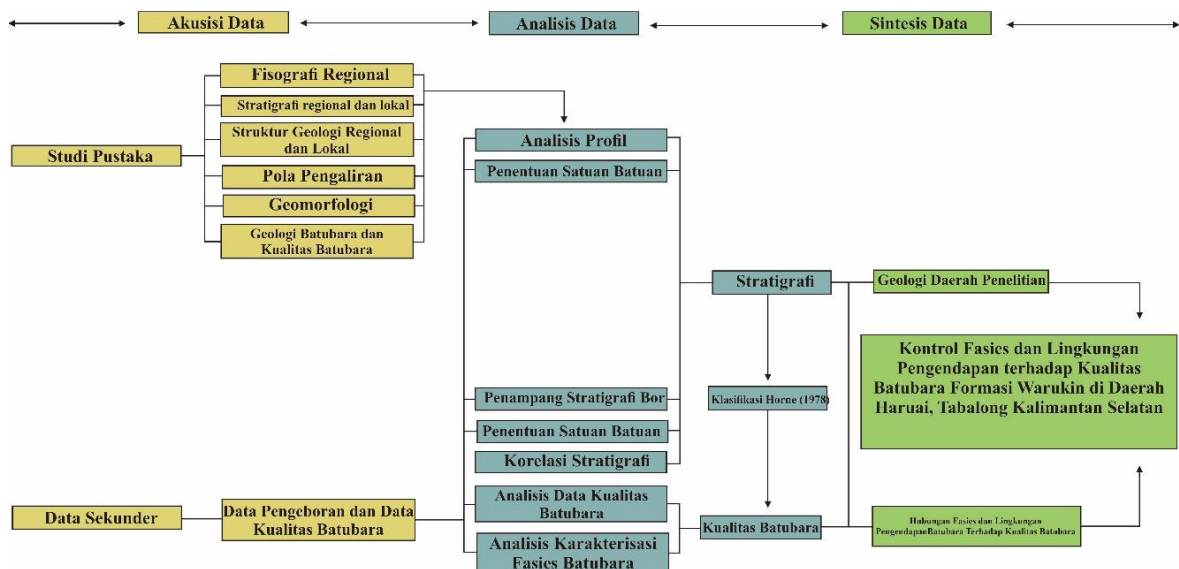 Akusisi Data
Analisis Data
Sintesis Data
Studi Pustaka
Fisografi Regional
Stratigrafi regional dan lokal
Struktur Geologi Regional
dan Lokal
Pola Pengaliran
Geomorfologi
Geologi Batubara dan
Kualitas Batubara
Data Sekunder
Data Pengeboran dan Data
Kualitas Batubara
Analisis Profil
Penentuan Satuan Batuan
Penampang Stratigrafi Bor
Penentuan Satuan Batuan
Korelasi Stratigrafi
Analisis Data Kualitas
Batubara
Analisis Karakterisasi
Fasies Batubara
Stratigrafi
Klasifikasi Horne (1978)
Kualitas Batubara
Geologi Daerah Penelitian
Kontrol Fasics dan Lingkungan
Pengendapan terhadap Kualitas
Batubara Formasi Warukin di Daerah
Haruai, Tabalong Kalimantan Selatan
Hubungan Fasies dan Lingkungan
PengendapanBatubara Terhadap Kualitas Batubara